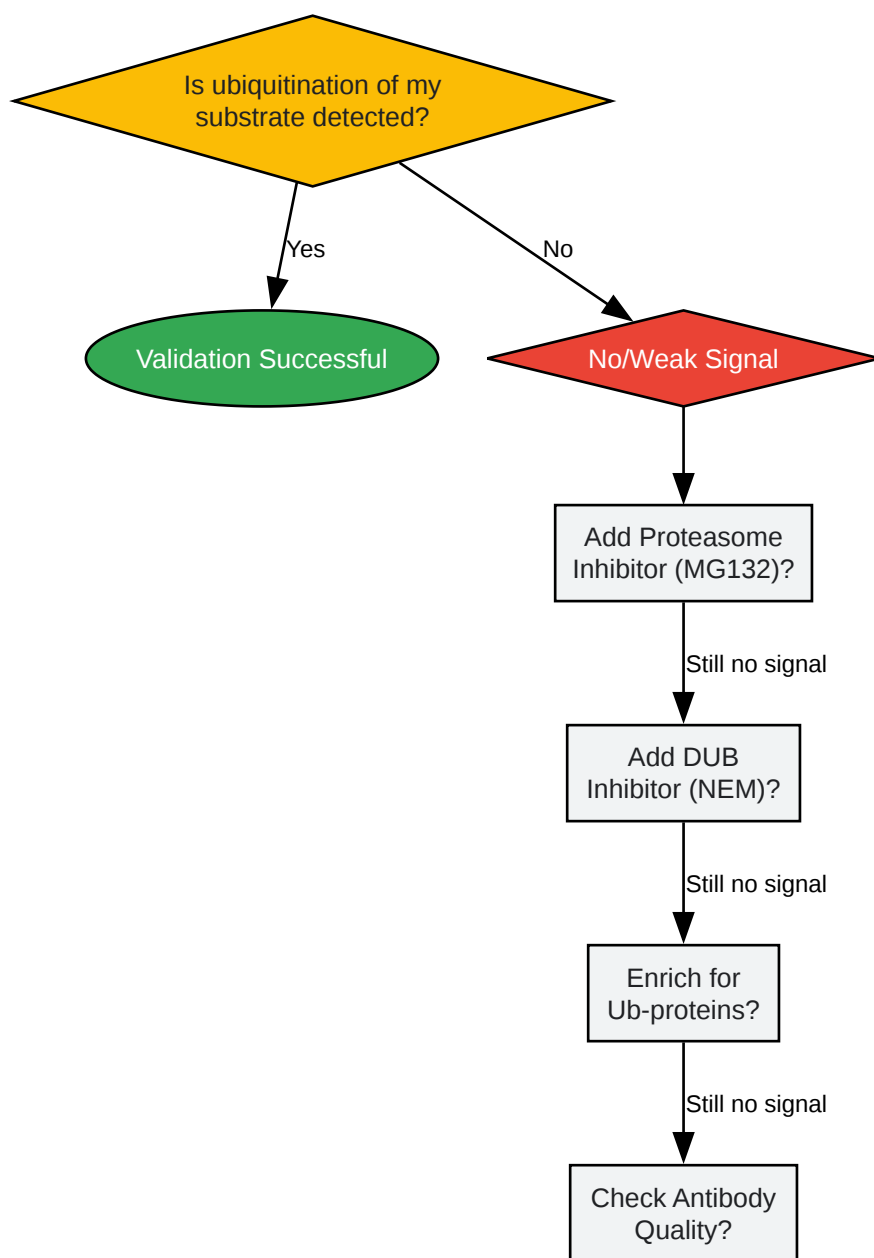 Is ubiquitination of my
substrate detected?
Yes
No
Validation Successful
No/Weak Signal
Add Proteasome
Inhibitor (MG132)?
Still no signal
Add DUB
Inhibitor (NEM)?
Still no signal
Enrich for
Ub-proteins?
Still no signal
Check Antibody
Quality?